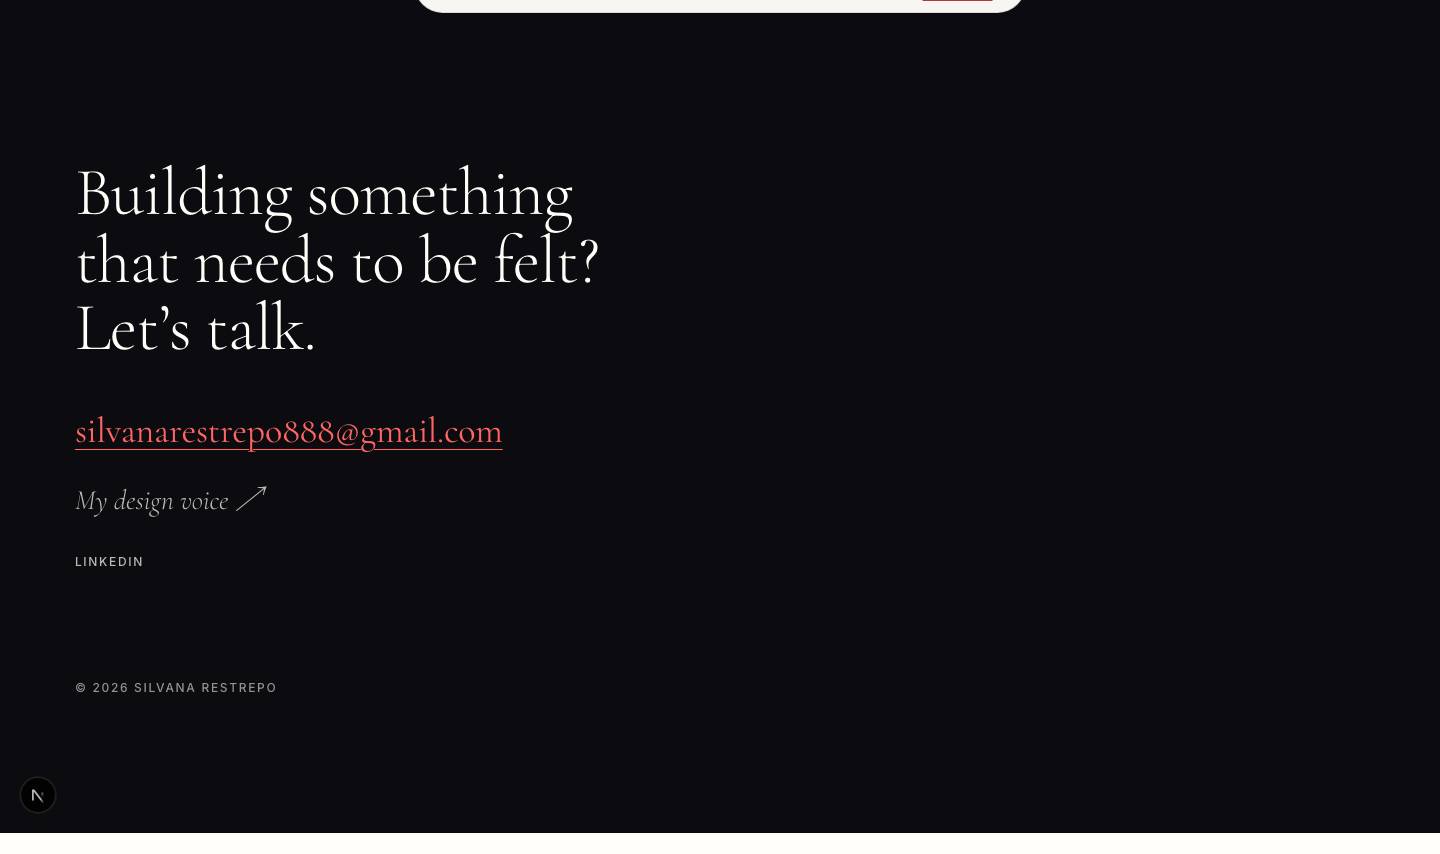 Building something
that needs to be felt?
Let’s talk.
silvanarestrepo888@gmail.com
My design voice ↗
LINKEDIN
© 2026 SILVANA RESTREPO
N